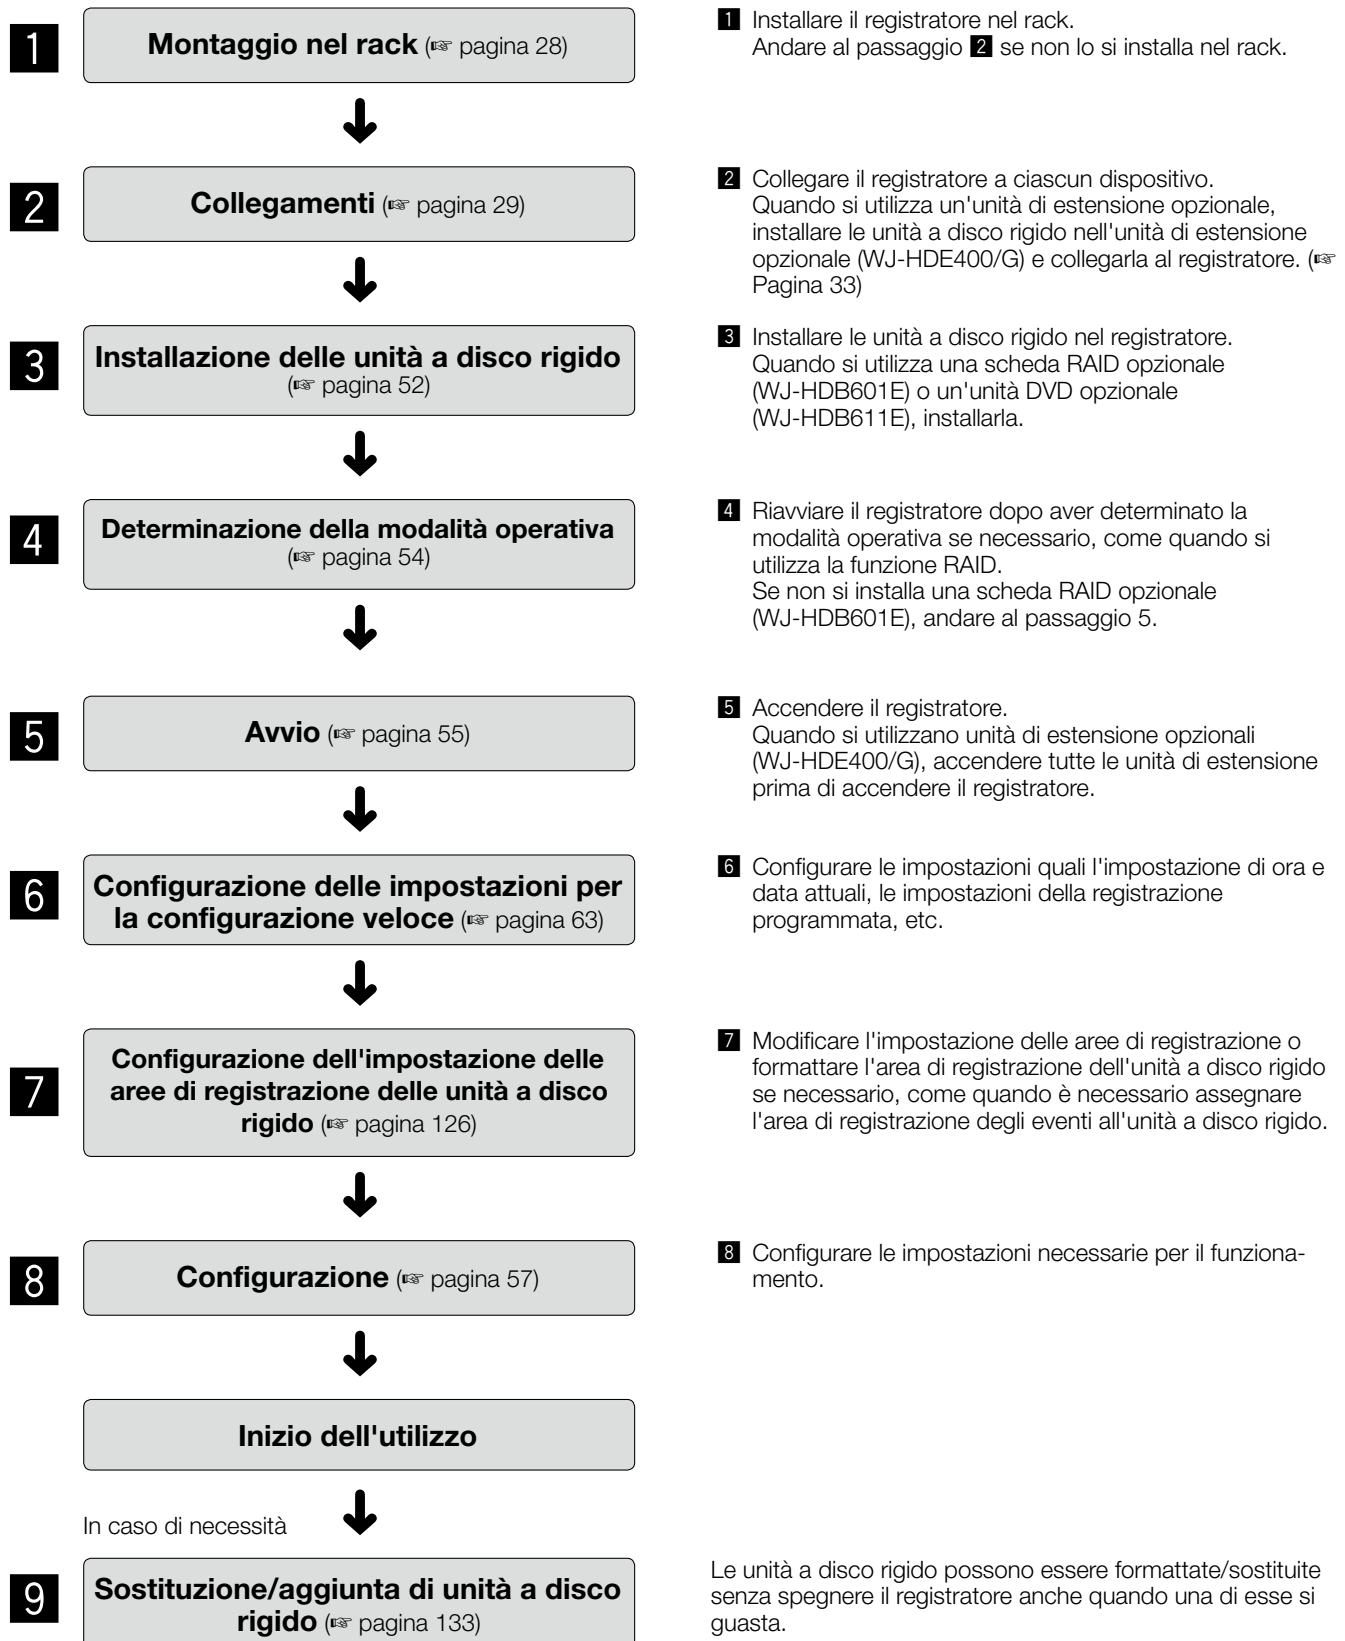 1
Montaggio nel rack (☞ pagina 28)
1 Installare il registratore nel rack.
Andare al passaggio 2 se non lo si installa nel rack.
2
Collegamenti (☞ pagina 29)
2 Collegare il registratore a ciascun dispositivo.
Quando si utilizza un'unità di estensione opzionale,
installare le unità a disco rigido nell'unità di estensione
opzionale (WJ-HDE400/G) e collegarla al registratore. (☞
Pagina 33)
3
Installazione delle unità a disco rigido
(☞ pagina 52)
3 Installare le unità a disco rigido nel registratore.
Quando si utilizza una scheda RAID opzionale
(WJ-HDB601E) o un'unità DVD opzionale
(WJ-HDB611E), installarla.
4
Determinazione della modalità operativa
(☞ pagina 54)
4 Riavviare il registratore dopo aver determinato la
modalità operativa se necessario, come quando si
utilizza la funzione RAID.
Se non si installa una scheda RAID opzionale
(WJ-HDB601E), andare al passaggio 5.
5
Avvio (☞ pagina 55)
5 Accendere il registratore.
Quando si utilizzano unità di estensione opzionali
(WJ-HDE400/G), accendere tutte le unità di estensione
prima di accendere il registratore.
6
Configurazione delle impostazioni per
la configurazione veloce (☞ pagina 63)
6 Configurare le impostazioni quali l'impostazione di ora e
data attuali, le impostazioni della registrazione
programmata, etc.
7
Configurazione dell'impostazione delle
aree di registrazione delle unità a disco
rigido (☞ pagina 126)
7 Modificare l'impostazione delle aree di registrazione o
formattare l'area di registrazione dell'unità a disco rigido
se necessario, come quando è necessario assegnare
l'area di registrazione degli eventi all'unità a disco rigido.
8
Configurazione (☞ pagina 57)
8 Configurare le impostazioni necessarie per il funziona-
mento.
Inizio dell'utilizzo
In caso di necessità
9
Sostituzione/aggiunta di unità a disco
rigido (☞ pagina 133)
Le unità a disco rigido possono essere formattate/sostituite
senza spegnere il registratore anche quando una di esse si
guasta.